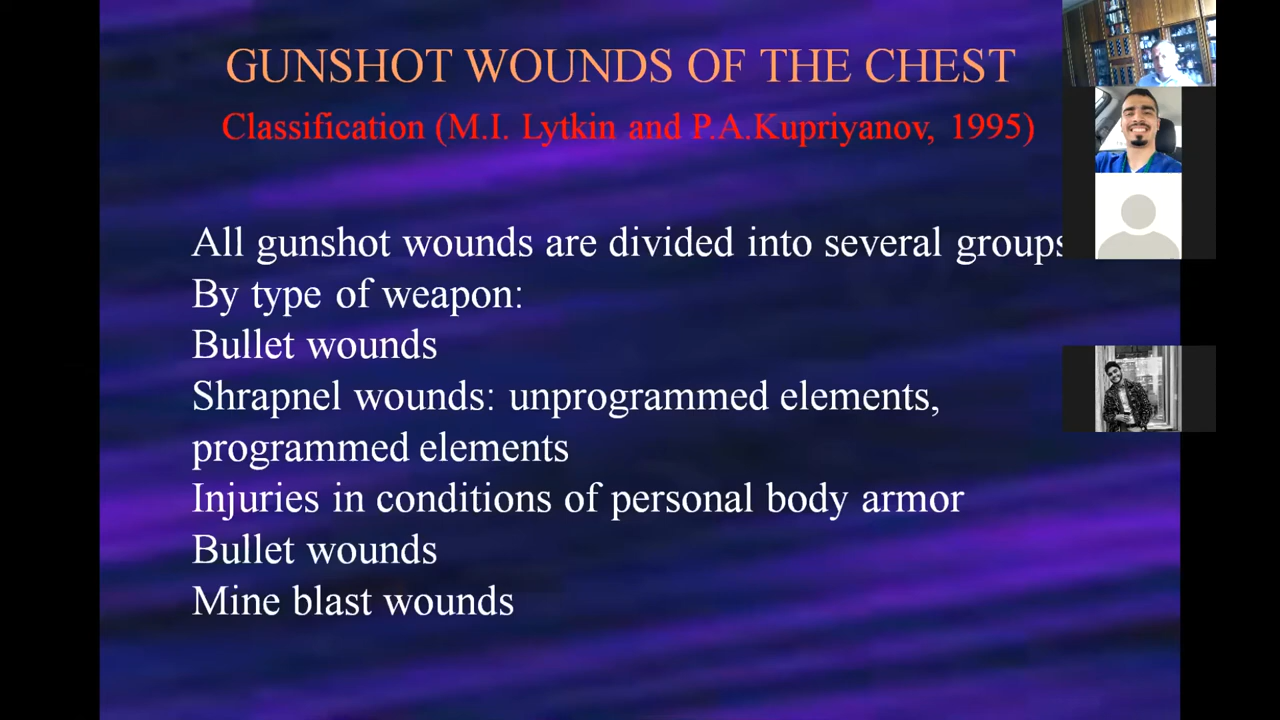 GUNSHOT WOUNDS OF THE CHEST
Classification (M.I. Lytkin and P.A.Kupriyanov, 1995)
All gunshot wounds are divided into several groups
By type of weapon:
Bullet wounds
Shrapnel wounds: unprogrammed elements,
programmed elements
Injuries in conditions of personal body armor
Bullet wounds
Mine blast wounds